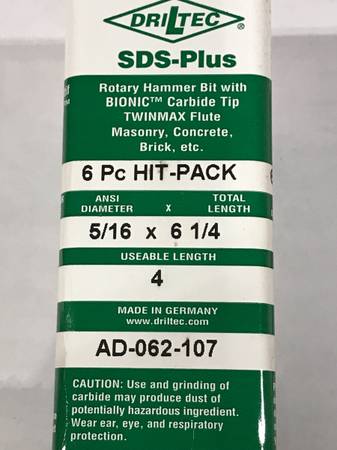 DRILTEC®
SDS-Plus
Rotary Hammer Bit with
BIONIC™ Carbide Tip
TWINMAX Flute
Masonry, Concrete,
Brick, etc.
6 Pc HIT-PACK
ANSI DIAMETER x TOTAL LENGTH
5/16 x 6 1/4
USEABLE LENGTH
4
MADE IN GERMANY
www.driltec.com
AD-062-107
CAUTION: Use and grinding of
carbide may produce dust of
potentially hazardous ingredient.
Wear ear, eye, and respiratory
protection.